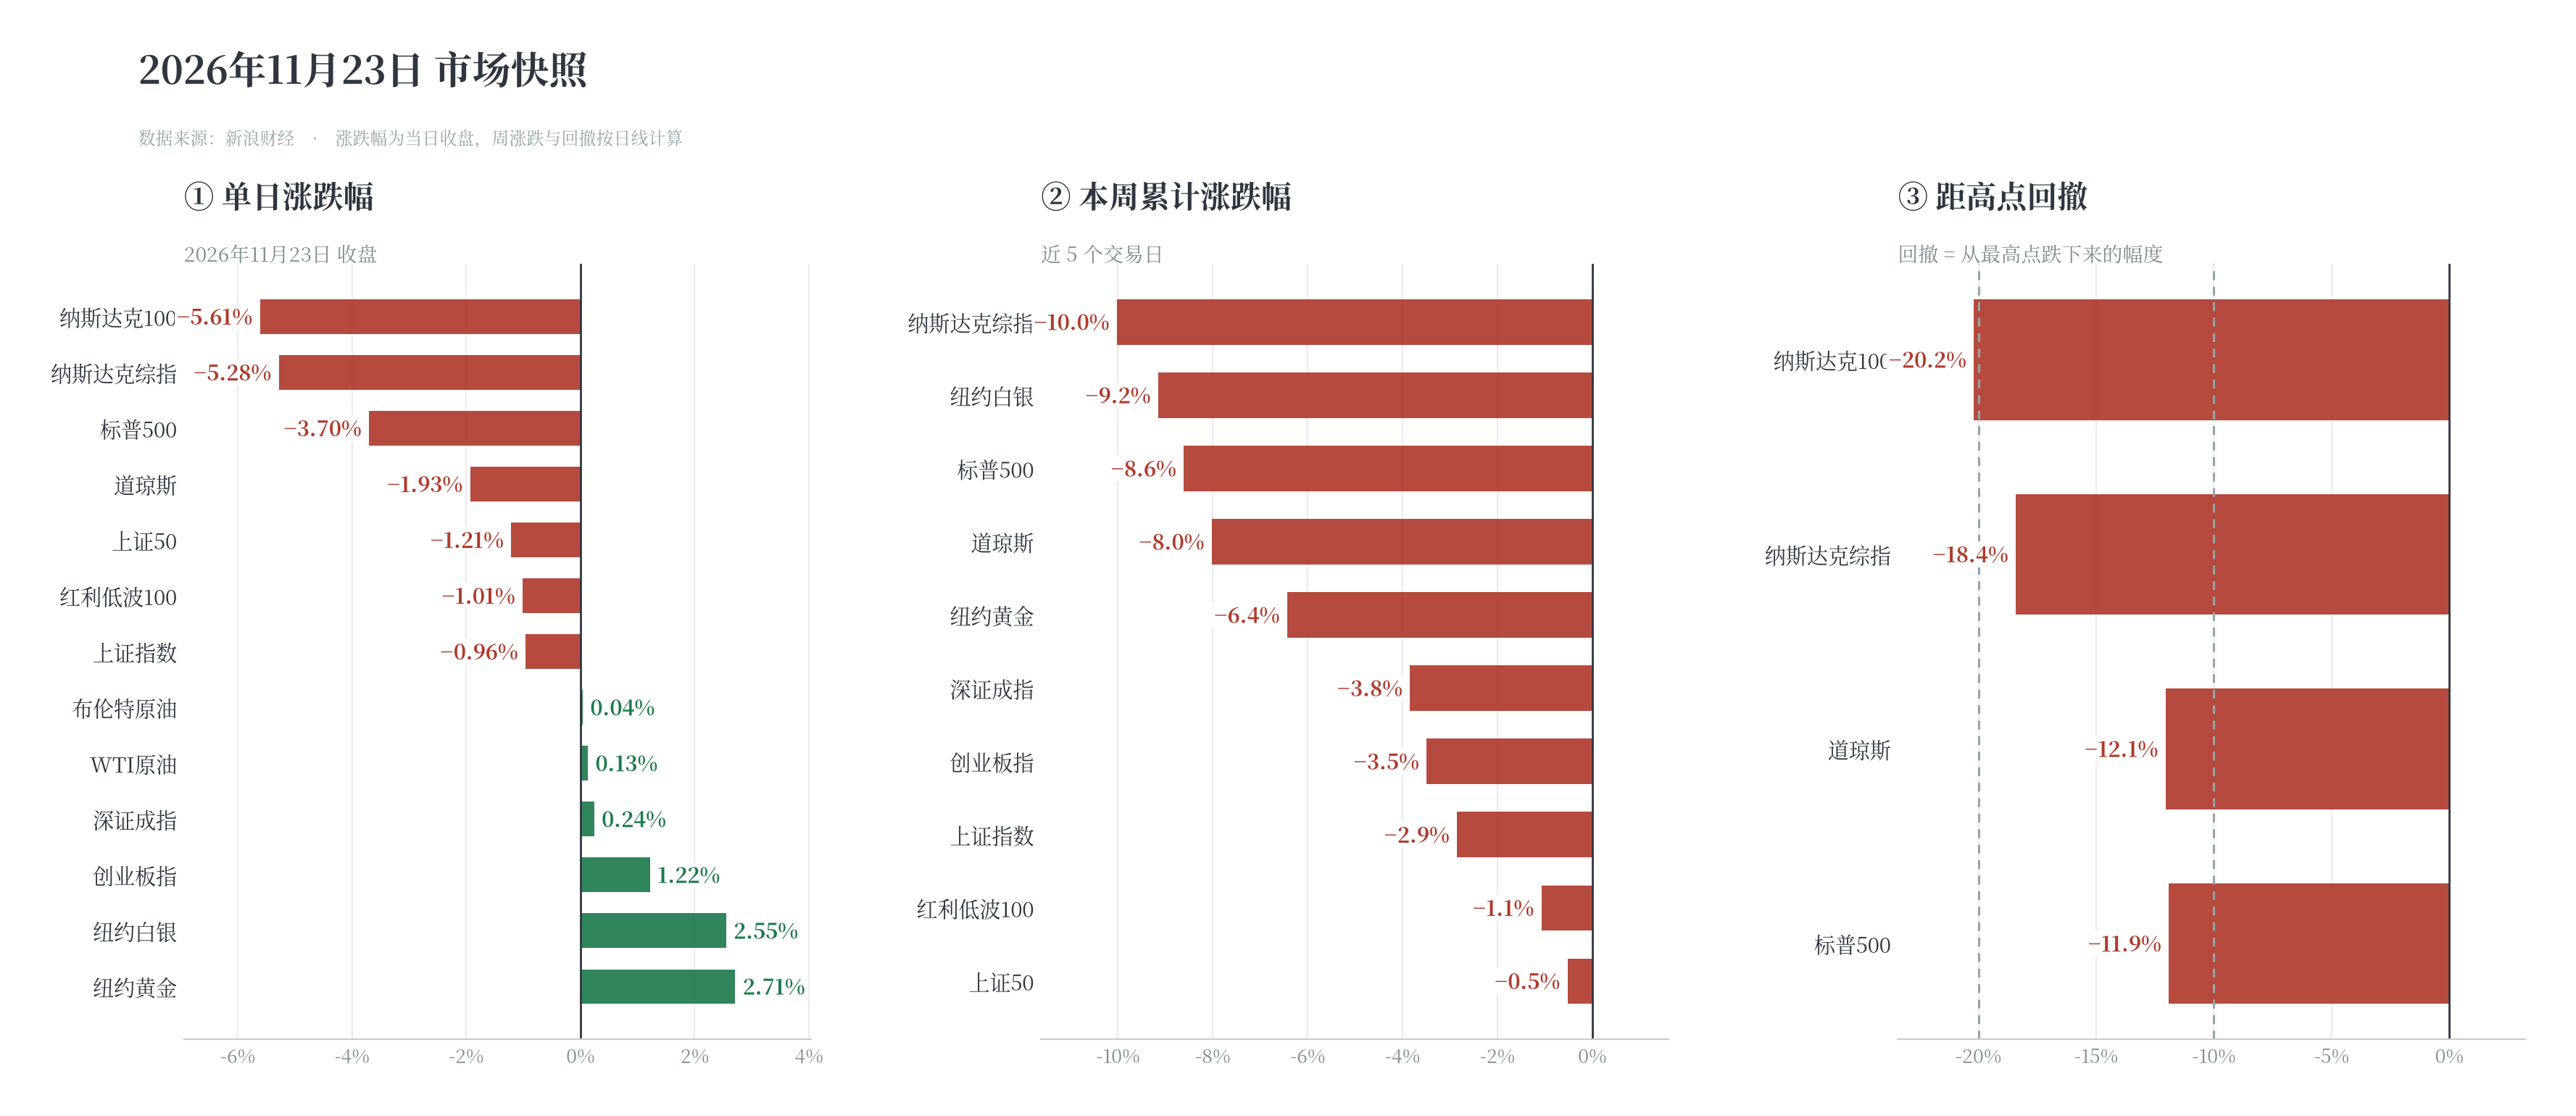 2026年11月23日 市场快照
数据来源：新浪财经 · 涨跌幅为当日收盘，周涨跌与回撤按日线计算
① 单日涨跌幅
2026年11月23日 收盘
纳斯达克100 −5.61%
纳斯达克综指 −5.28%
标普500 −3.70%
道琼斯 −1.93%
上证50 −1.21%
红利低波100 −1.01%
上证指数 −0.96%
布伦特原油 0.04%
WTI原油 0.13%
深证成指 0.24%
创业板指 1.22%
纽约白银 2.55%
纽约黄金 2.71%
-6% -4% -2% 0% 2% 4%
② 本周累计涨跌幅
近 5 个交易日
纳斯达克综指 −10.0%
纽约白银 −9.2%
标普500 −8.6%
道琼斯 −8.0%
纽约黄金 −6.4%
深证成指 −3.8%
创业板指 −3.5%
上证指数 −2.9%
红利低波100 −1.1%
上证50 −0.5%
-10% -8% -6% -4% -2% 0%
③ 距高点回撤
回撤 = 从最高点跌下来的幅度
纳斯达克100 −20.2%
纳斯达克综指 −18.4%
道琼斯 −12.1%
标普500 −11.9%
-20% -15% -10% -5% 0%